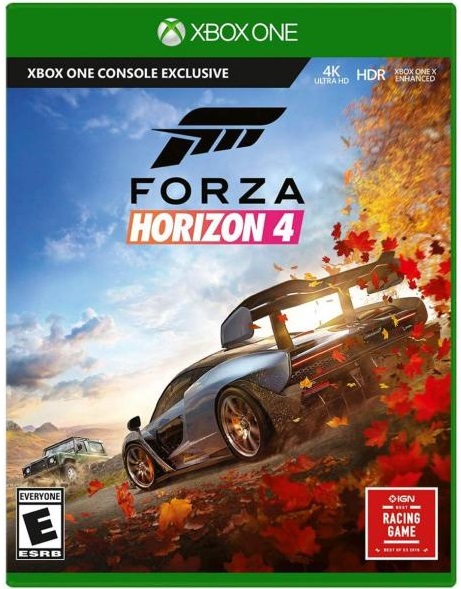 XBOX ONE
XBOX ONE CONSOLE EXCLUSIVE
4K
ULTRA HD
HDR
XBOX ONE X
ENHANCED
FORZA
HORIZON 4
EVERYONE
E
ESRB
IGN
BEST
RACING
GAME
BEST OF E3 2018